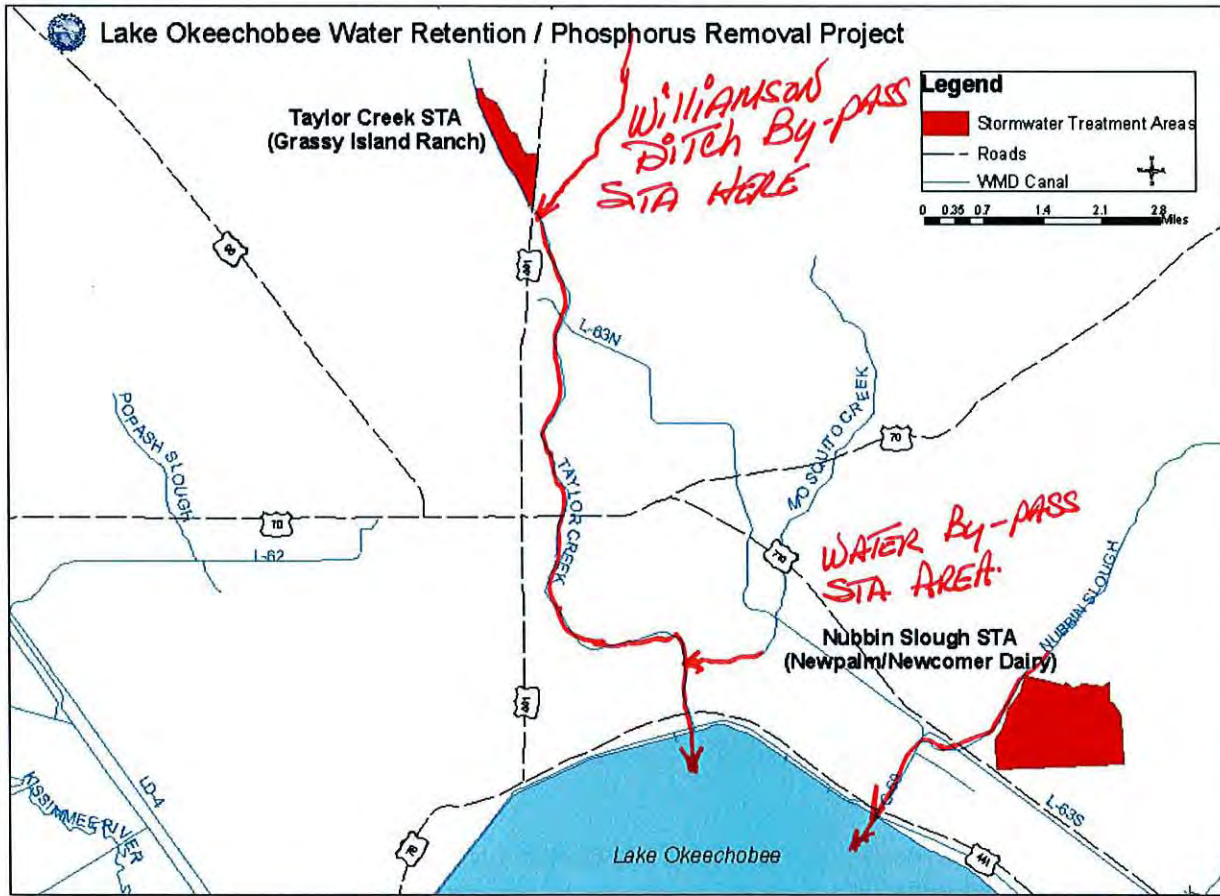 Lake Okeechobee Water Retention / Phosphorus Removal Project
Taylor Creek STA
(Grassy Island Ranch)
WilliAMSON
DiTCH By-PASS
STA HERE
Legend
Stormwater Treatment Areas
Roads
WMD Canal
0 0.35 0.7 1.4 2.1 2.8
Miles
98
441
L-63N
MOSQUITO CREEK
70
POPASH SLOUGH
TAYLOR CREEK
70
L-62
710
WATER By-PASS
STA AREA.
NUBBIN SLOUGH
Nubbin Slough STA
(Newpalm/Newcomer Dairy)
441
LD-4
KISSIMMEE RIVER
L-63S
78
441
Lake Okeechobee